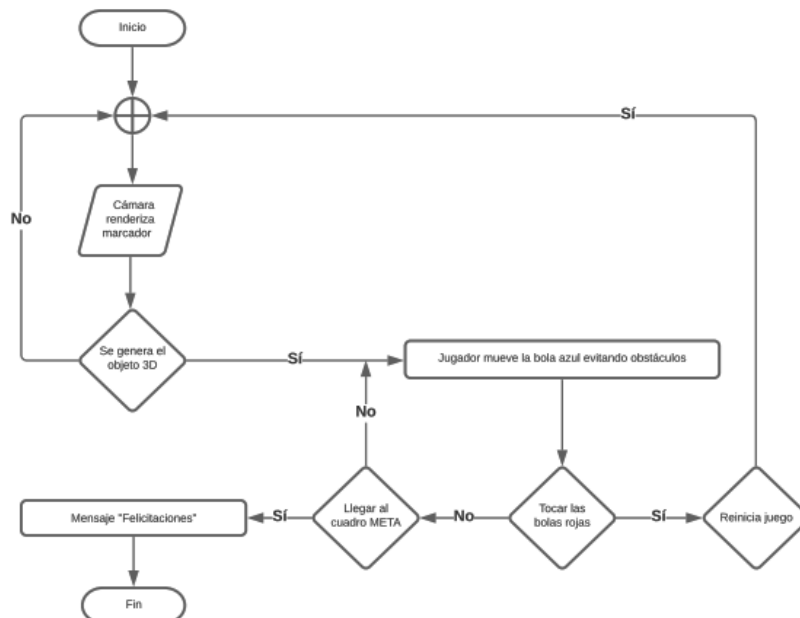 Inicio
Sí
No
Cámara
renderiza
marcador
Se genera el
objeto 3D
Sí
Jugador mueve la bola azul evitando obstáculos
No
Mensaje "Felicitaciones"
Sí
Llegar al
cuadro META
No
Tocar las
bolas rojas
Sí
Reinicia juego
Fin